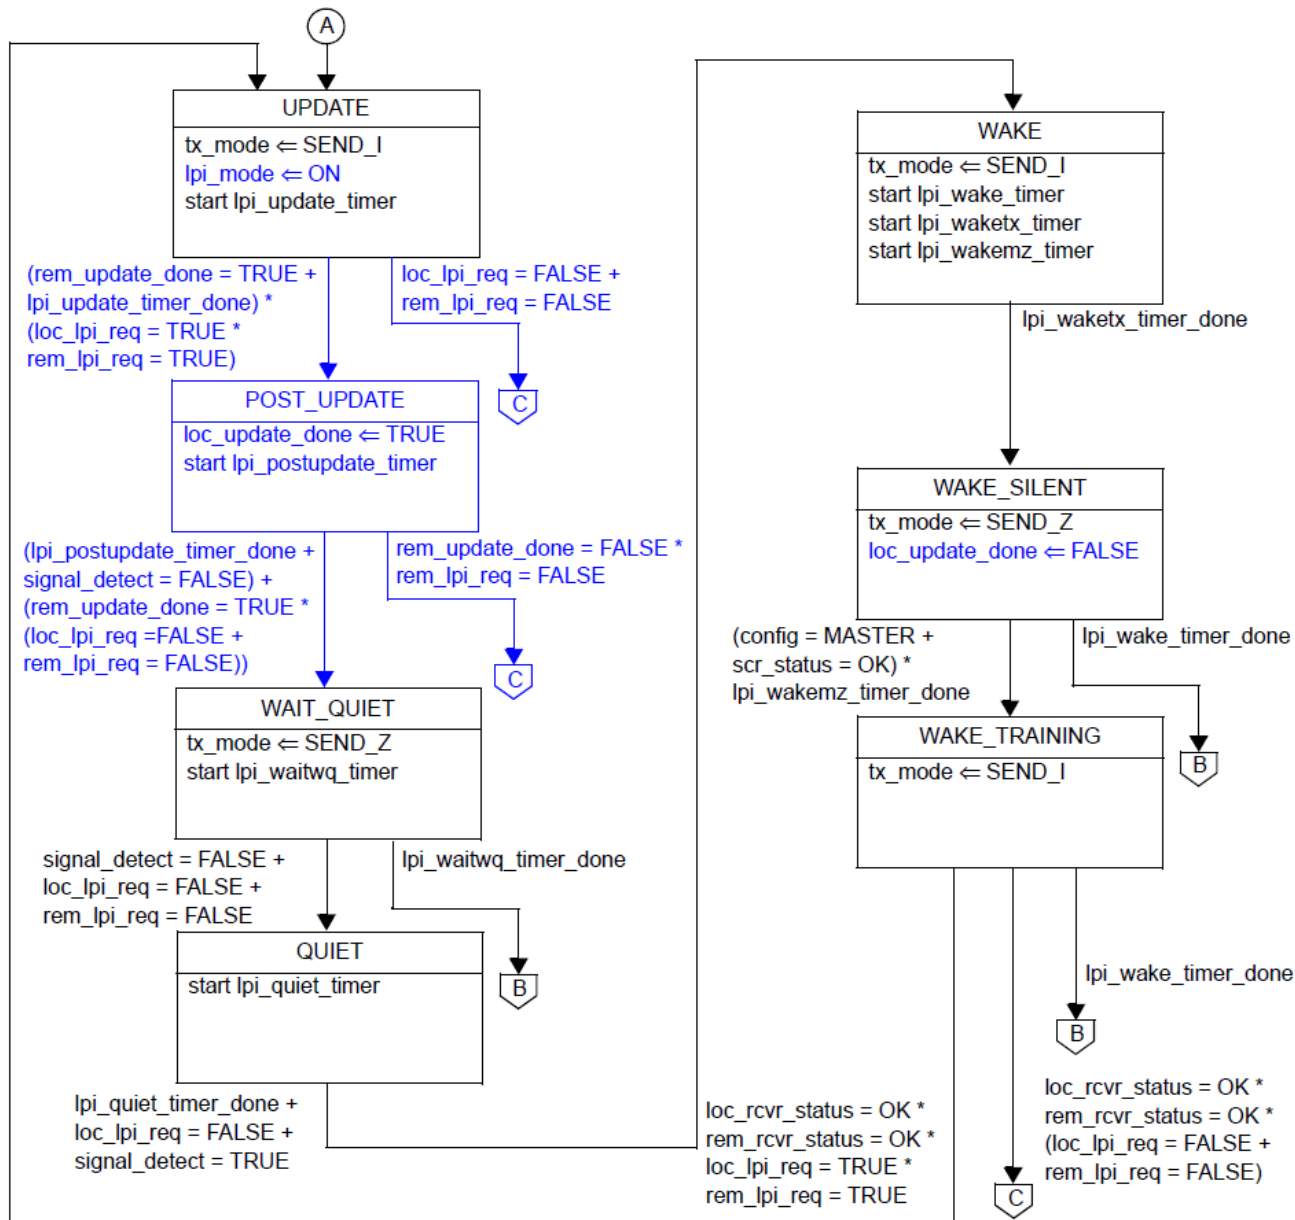 A
UPDATE
tx_mode ⇐ SEND_I
lpi_mode ⇐ ON
start lpi_update_timer
(rem_update_done = TRUE +
lpi_update_timer_done) *
(loc_lpi_req = TRUE *
rem_lpi_req = TRUE)
loc_lpi_req = FALSE +
rem_lpi_req = FALSE
C
POST_UPDATE
loc_update_done ⇐ TRUE
start lpi_postupdate_timer
(lpi_postupdate_timer_done +
signal_detect = FALSE) +
(rem_update_done = TRUE *
(loc_lpi_req =FALSE +
rem_lpi_req = FALSE))
rem_update_done = FALSE *
rem_lpi_req = FALSE
C
WAIT_QUIET
tx_mode ⇐ SEND_Z
start lpi_waitwq_timer
signal_detect = FALSE +
loc_lpi_req = FALSE +
rem_lpi_req = FALSE
lpi_waitwq_timer_done
B
QUIET
start lpi_quiet_timer
lpi_quiet_timer_done +
loc_lpi_req = FALSE +
signal_detect = TRUE
WAKE
tx_mode ⇐ SEND_I
start lpi_wake_timer
start lpi_waketx_timer
start lpi_wakemz_timer
lpi_waketx_timer_done
WAKE_SILENT
tx_mode ⇐ SEND_Z
loc_update_done ⇐ FALSE
(config = MASTER +
scr_status = OK) *
lpi_wakemz_timer_done
lpi_wake_timer_done
B
WAKE_TRAINING
tx_mode ⇐ SEND_I
lpi_wake_timer_done
B
loc_rcvr_status = OK *
rem_rcvr_status = OK *
loc_lpi_req = TRUE *
rem_lpi_req = TRUE
loc_rcvr_status = OK *
rem_rcvr_status = OK *
(loc_lpi_req = FALSE +
rem_lpi_req = FALSE)
C